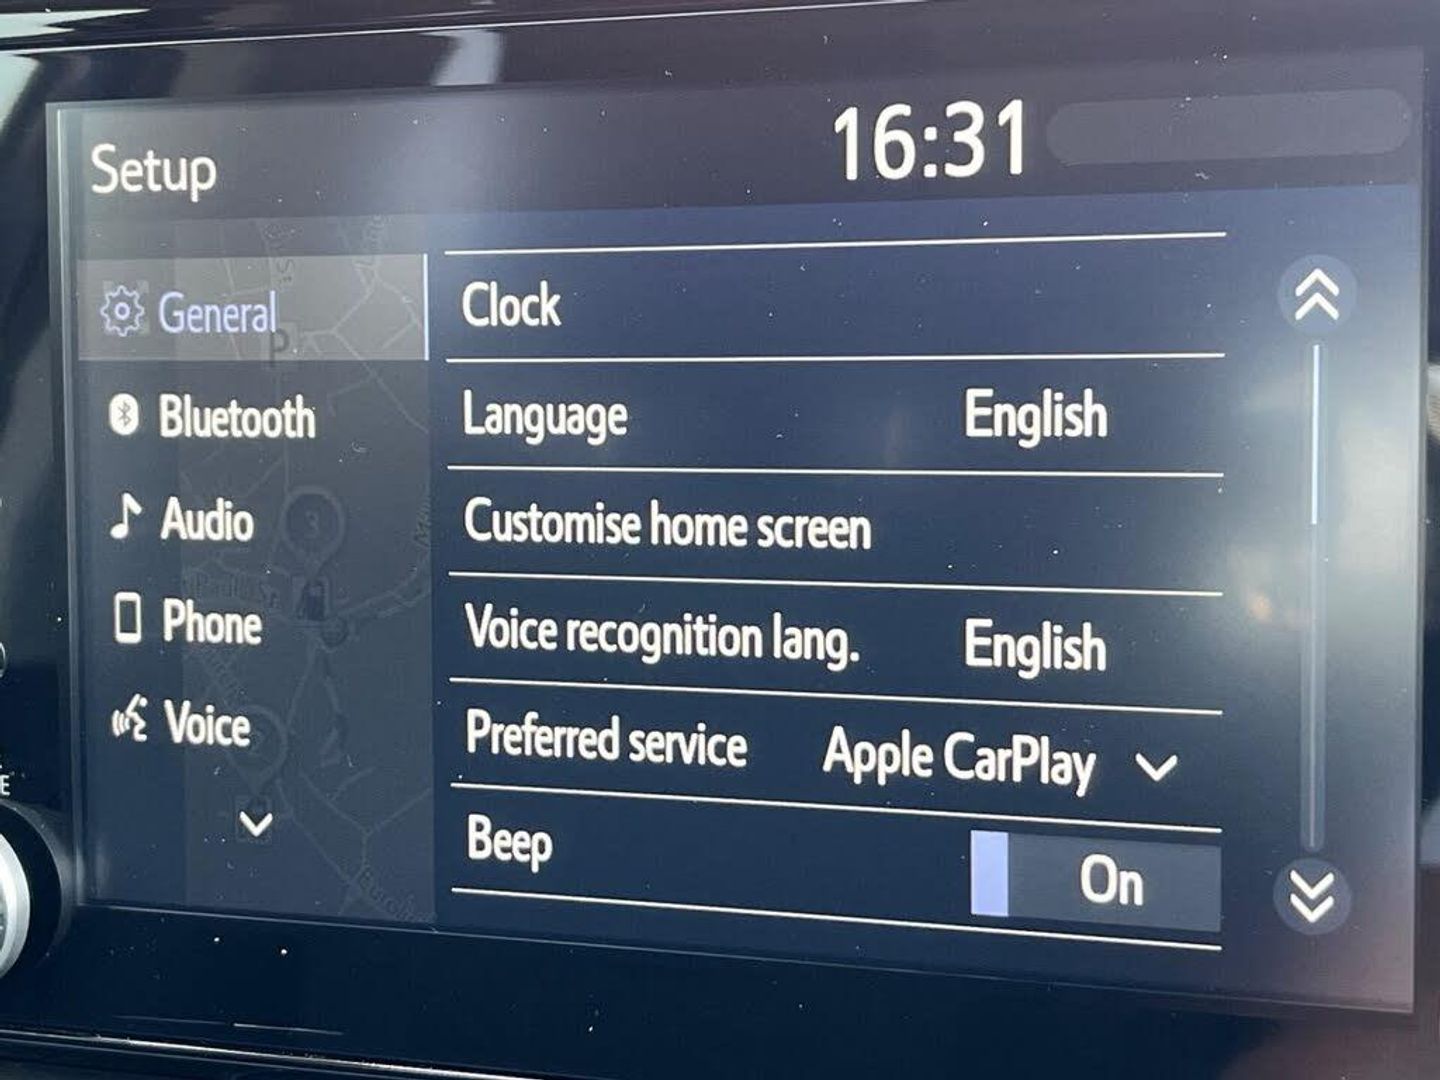 Setup
16:31
General
Bluetooth
Audio
Phone
Voice
Clock
Language English
Customise home screen
Voice recognition lang. English
Preferred service Apple CarPlay
Beep On
P
3
E